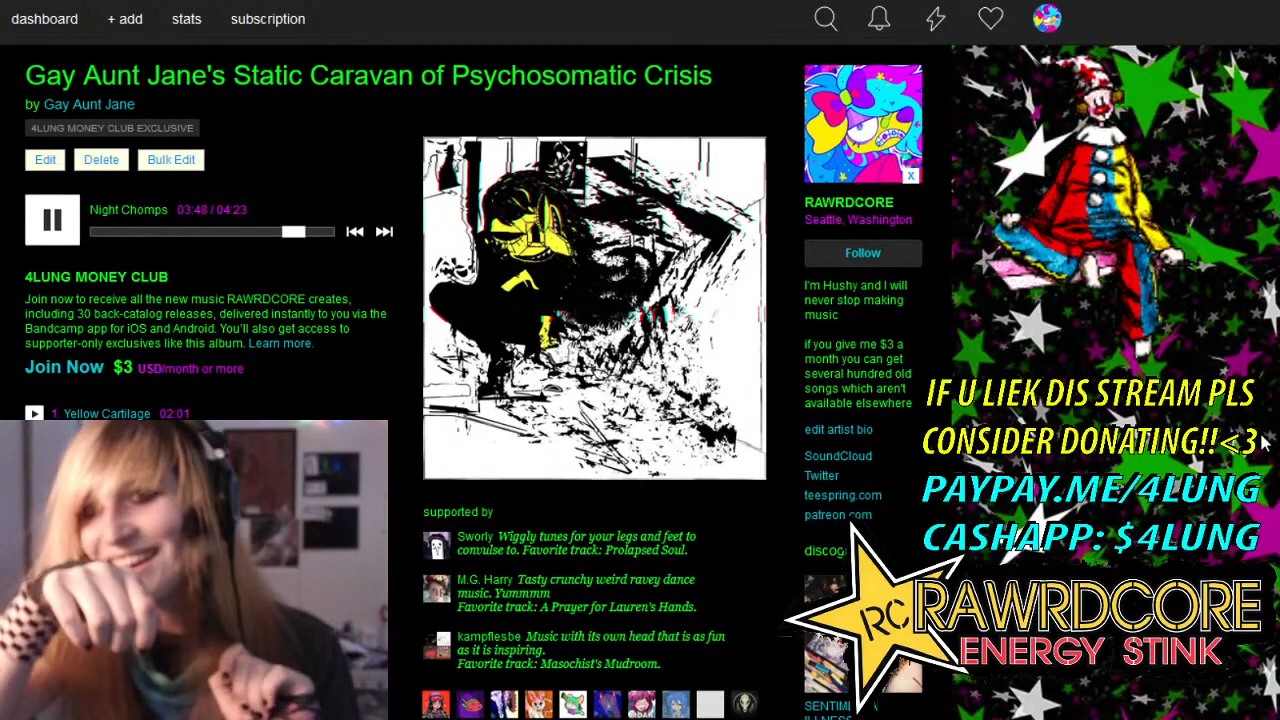 dashboard + add stats subscription
Gay Aunt Jane's Static Caravan of Psychosomatic Crisis
by Gay Aunt Jane
4LUNG MONEY CLUB EXCLUSIVE
Edit Delete Bulk Edit
Night Chomps 03:48 / 04:23
4LUNG MONEY CLUB
Join now to receive all the new music RAWRDCORE creates,
including 30 back-catalog releases, delivered instantly to you via the
Bandcamp app for iOS and Android. You'll also get access to
supporter-only exclusives like this album. Learn more.
Join Now $3 USD/month or more
1. Yellow Cartilage 02:01
supported by
Sworly Wiggly tunes for your legs and feet to
convulse to. Favorite track: Prolapsed Soul.
M.G. Harry Tasty crunchy weird ravey dance
music. Yummmm
Favorite track: A Prayer for Lauren's Hands.
kampflesbe Music with its own head that is as fun
as it is inspiring.
Favorite track: Masochist's Mudroom.
X
RAWRDCORE
Seattle, Washington
Follow
I'm Hushy and I will
never stop making
music
if you give me $3 a
month you can get
several hundred old
songs which aren't
available elsewhere
edit artist bio
SoundCloud
Twitter
teespring.com
patreon.com
discog
SENTIM
IF U LIEK DIS STREAM PLS
CONSIDER DONATING!!<3
PAYPAY.ME/4LUNG
CASHAPP: $4LUNG
RC RAWRDCORE
ENERGY STINK